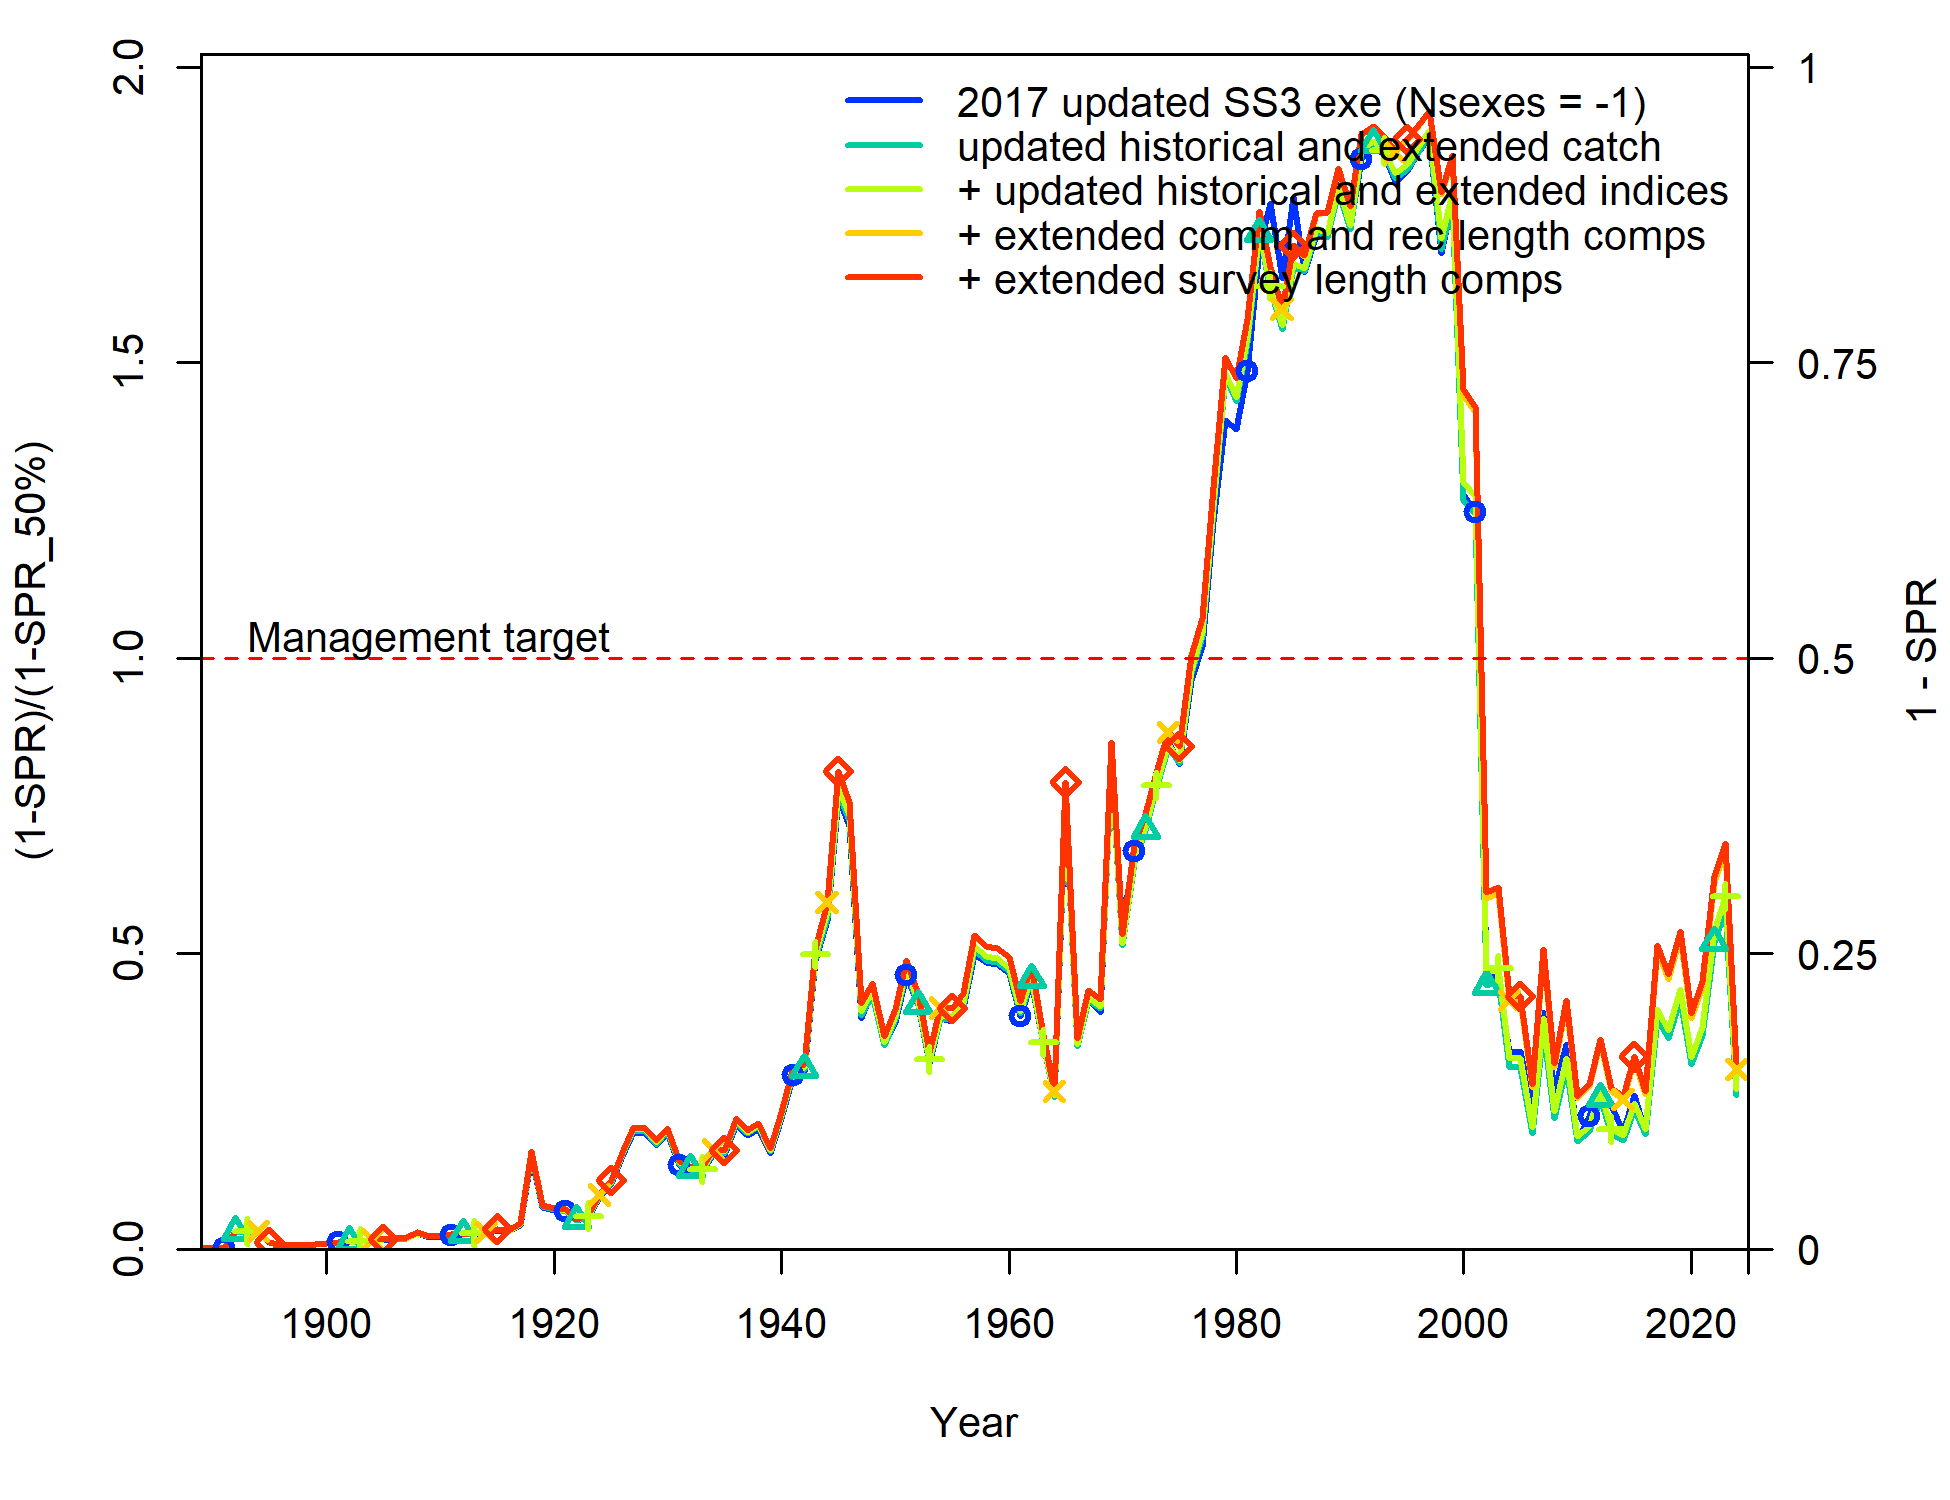 2017 updated SS3 exe (Nsexes = -1)
updated historical and extended catch
+ updated historical and extended indices
+ extended comm and rec length comps
+ extended survey length comps
Management target
(1-SPR)/(1-SPR_50%)
0.0
0.5
1.0
1.5
2.0
1 - SPR
0
0.25
0.5
0.75
1
1900
1920
1940
1960
1980
2000
2020
Year